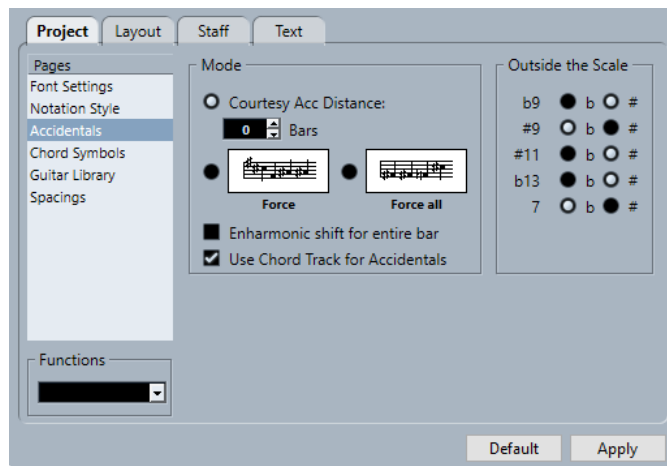 Project Layout Staff Text
Pages
Font Settings
Notation Style
Accidentals
Chord Symbols
Guitar Library
Spacings
Functions
Mode
Courtesy Acc Distance:
0 Bars
Force Force all
Enharmonic shift for entire bar
Use Chord Track for Accidentals
Outside the Scale
b9 b #
#9 b #
#11 b #
b13 b #
7 b #
Default Apply